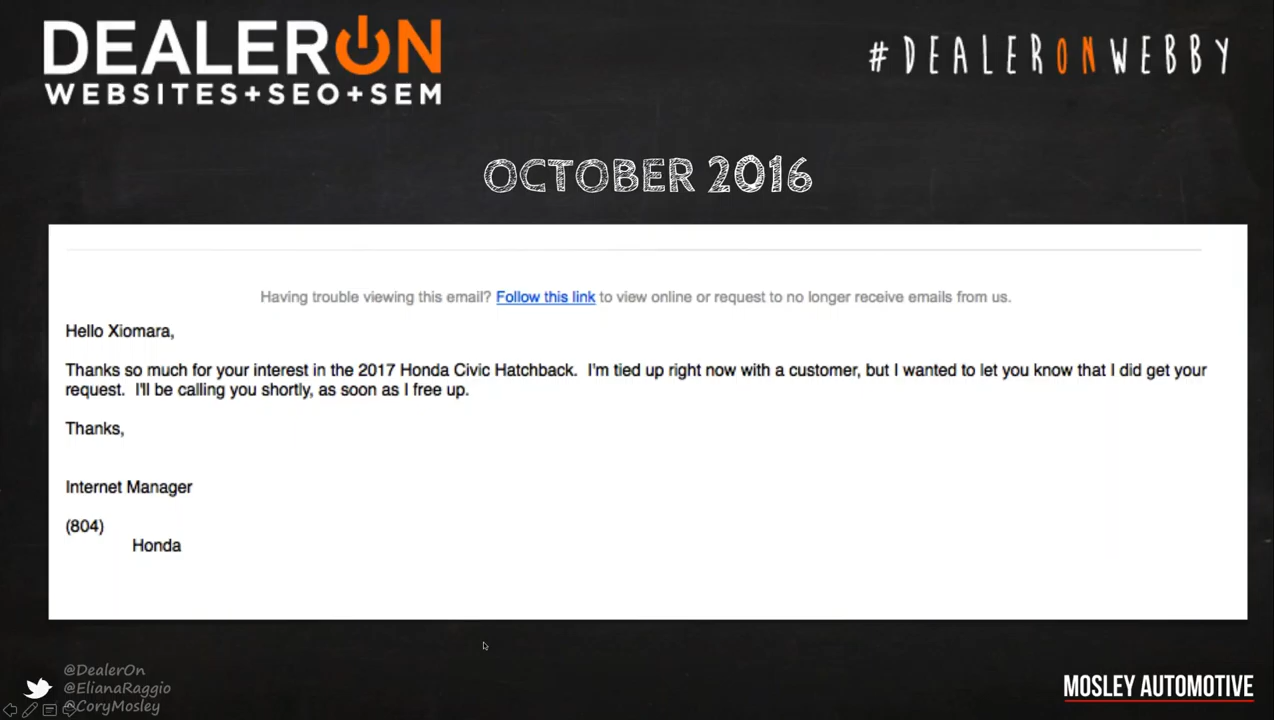 DEALERON
WEBSITES+SEO+SEM
#DEALERONWEBBY
OCTOBER 2016
Having trouble viewing this email? Follow this link to view online or request to no longer receive emails from us.
Hello Xiomara,
Thanks so much for your interest in the 2017 Honda Civic Hatchback.  I'm tied up right now with a customer, but I wanted to let you know that I did get your
request.  I'll be calling you shortly, as soon as I free up.
Thanks,
Internet Manager
(804)
Honda
@DealerOn
@ElianaRaggio
@CoryMosley
MOSLEY AUTOMOTIVE